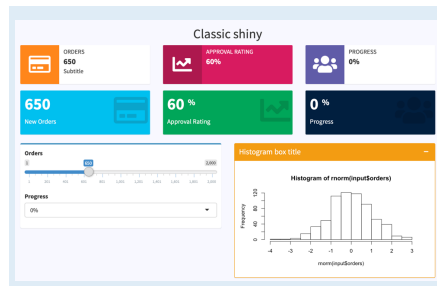 Classic shiny
ORDERS
650
Subtitle
APPROVAL RATING
60%
PROGRESS
0%
650
New Orders
60 %
Approval Rating
0 %
Progress
Orders
650
2,000
Progress
0%
Histogram box title
Histogram of rnorm(input$orders)
Frequency
0 40 80 120
-4 -3 -2 -1 0 1 2 3
rnorm(input$orders)